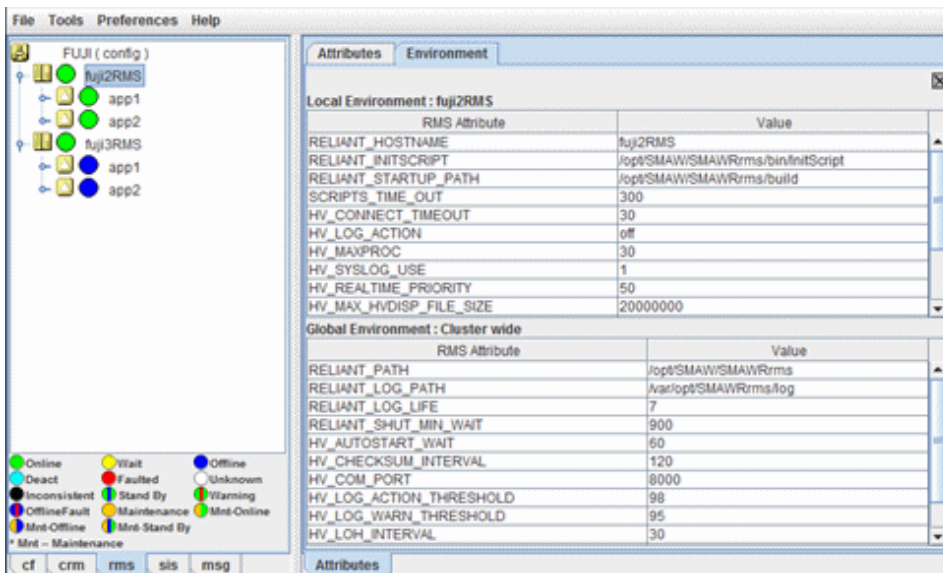 File Tools Preferences Help
FUJI ( config )
fuji2RMS
app1
app2
fuji3RMS
app1
app2
Online Wait Offline
Deact Faulted Unknown
Inconsistent Stand By Warning
OfflineFault Maintenance Mnt-Online
Mnt-Offline Mnt-Stand By
* Mnt -- Maintenance
cf crm rms sis msg
Attributes Environment
Local Environment : fuji2RMS
RMS Attribute Value
RELIANT_HOSTNAME fuji2RMS
RELIANT_INITSCRIPT /opt/SMAW/SMAWRrms/bin/InitScript
RELIANT_STARTUP_PATH /opt/SMAW/SMAWRrms/build
SCRIPTS_TIME_OUT 300
HV_CONNECT_TIMEOUT 30
HV_LOG_ACTION off
HV_MAXPROC 30
HV_SYSLOG_USE 1
HV_REALTIME_PRIORITY 50
HV_MAX_HVDISP_FILE_SIZE 20000000
Global Environment : Cluster wide
RMS Attribute Value
RELIANT_PATH /opt/SMAW/SMAWRrms
RELIANT_LOG_PATH /var/opt/SMAWRrms/log
RELIANT_LOG_LIFE 7
RELIANT_SHUT_MIN_WAIT 900
HV_AUTOSTART_WAIT 60
HV_CHECKSUM_INTERVAL 120
HV_COM_PORT 8000
HV_LOG_ACTION_THRESHOLD 98
HV_LOG_WARN_THRESHOLD 95
HV_LOH_INTERVAL 30
Attributes